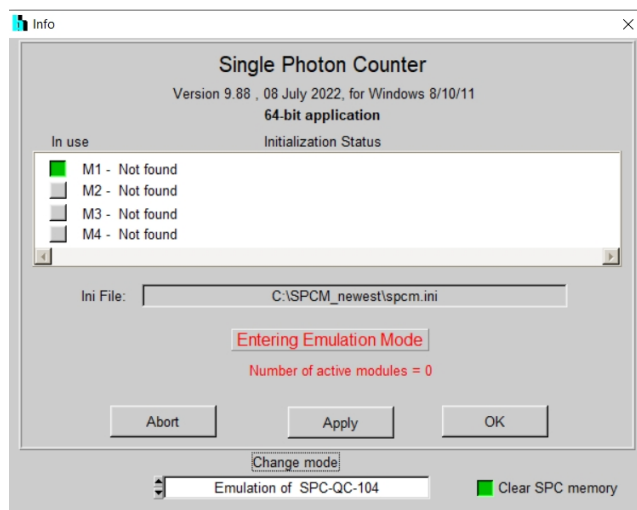 Info
Single Photon Counter
Version 9.88 , 08 July 2022, for Windows 8/10/11
64-bit application
In use Initialization Status
M1 - Not found
M2 - Not found
M3 - Not found
M4 - Not found
Ini File: C:\SPCM_newest\spcm.ini
Entering Emulation Mode
Number of active modules = 0
Abort Apply OK
Change mode
Emulation of SPC-QC-104 Clear SPC memory